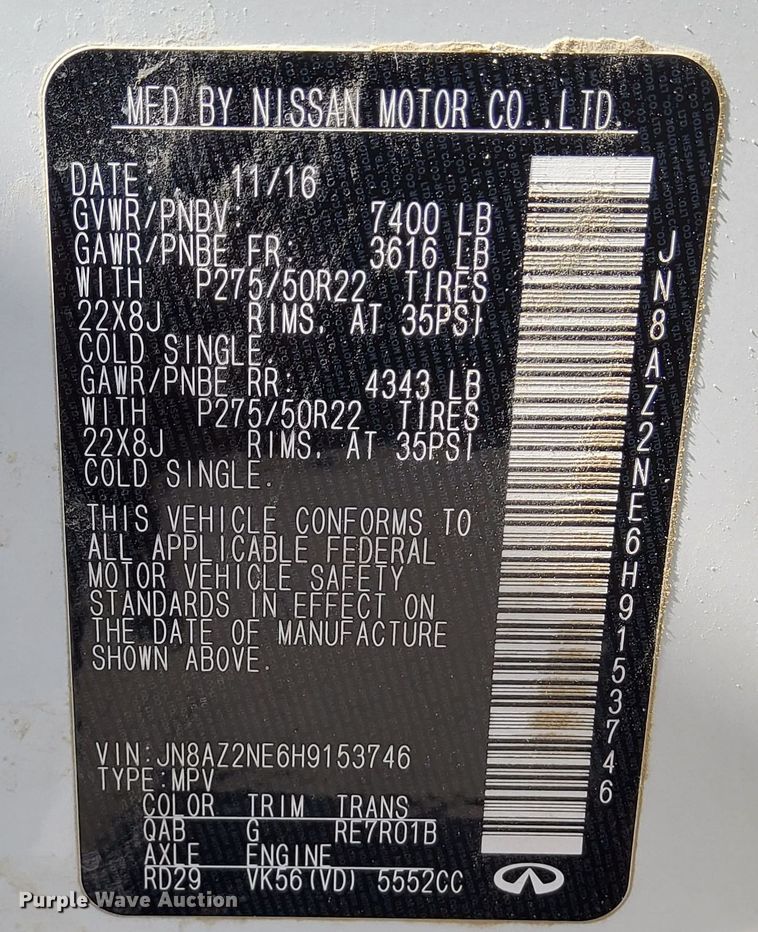 MFD BY NISSAN MOTOR CO.,LTD.
DATE: 11/16
GVWR/PNBV: 7400 LB
GAWR/PNBE FR: 3616 LB
WITH P275/50R22 TIRES
22X8J RIMS, AT 35PSI
COLD SINGLE.
GAWR/PNBE RR: 4343 LB
WITH P275/50R22 TIRES
22X8J RIMS, AT 35PSI
COLD SINGLE.
THIS VEHICLE CONFORMS TO
ALL APPLICABLE FEDERAL
MOTOR VEHICLE SAFETY
STANDARDS IN EFFECT ON
THE DATE OF MANUFACTURE
SHOWN ABOVE.
VIN:JN8AZ2NE6H9153746
TYPE:MPV
COLOR TRIM TRANS
QAB G RE7R01B
AXLE ENGINE
RD29 VK56(VD) 5552CC
JN8AZ2NE6H9153746
Purple Wave Auction